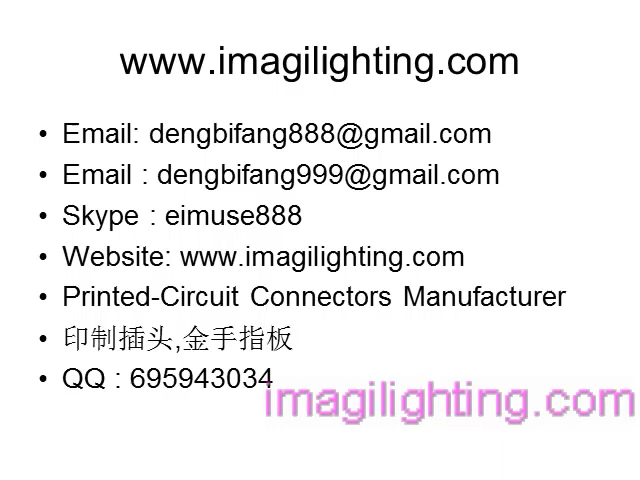 www.imagilighting.com
• Email: dengbifang888@gmail.com
• Email : dengbifang999@gmail.com
• Skype : eimuse888
• Website: www.imagilighting.com
• Printed-Circuit Connectors Manufacturer
• 印制插头,金手指板
• QQ : 695943034
imagilighting.com